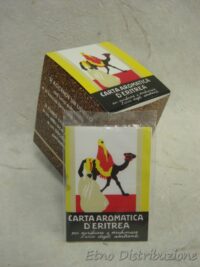 CARTA AROMATICA
D'ERITREA
CARTA AROMATICA
D'ERITREA
per purificare e profumare
l'aria degli ambienti
Etno Distribuzione